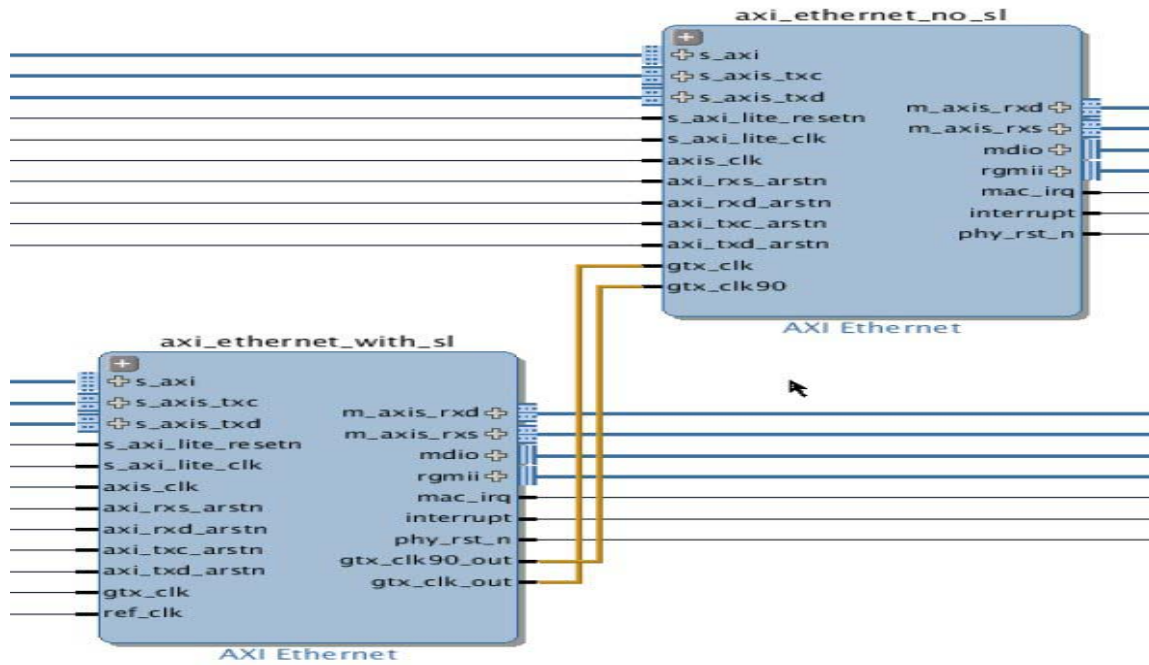 axi_ethernet_no_sl
s_axi
s_axis_txc
s_axis_txd
s_axi_lite_resetn
s_axi_lite_clk
axis_clk
axi_rxs_arstn
axi_rxd_arstn
axi_txc_arstn
axi_txd_arstn
gtx_clk
gtx_clk90
m_axis_rxd
m_axis_rxs
mdio
rgmii
mac_irq
interrupt
phy_rst_n
AXI Ethernet
axi_ethernet_with_sl
s_axi
s_axis_txc
s_axis_txd
s_axi_lite_resetn
s_axi_lite_clk
axis_clk
axi_rxs_arstn
axi_rxd_arstn
axi_txc_arstn
axi_txd_arstn
gtx_clk
ref_clk
m_axis_rxd
m_axis_rxs
mdio
rgmii
mac_irq
interrupt
phy_rst_n
gtx_clk90_out
gtx_clk_out
AXI Ethernet